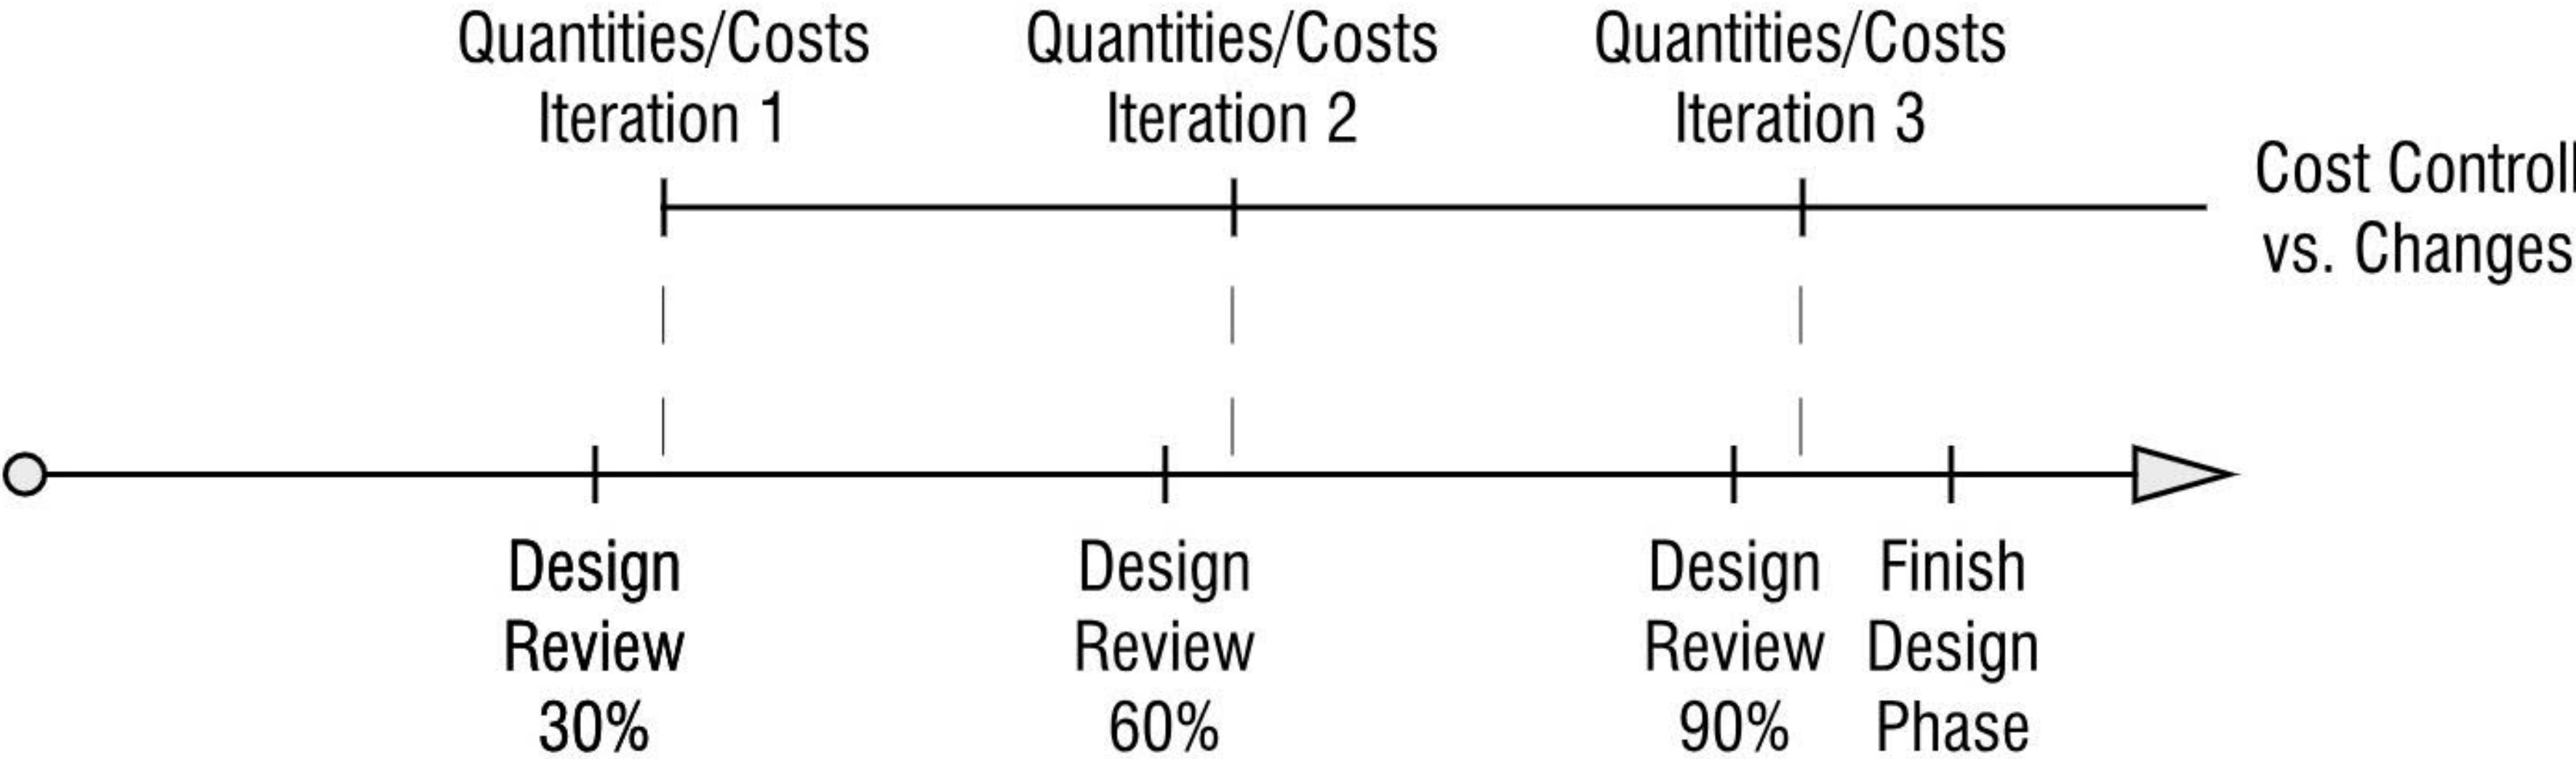 Quantities/Costs
Iteration 1
Quantities/Costs
Iteration 2
Quantities/Costs
Iteration 3
Cost Controll
vs. Changes
Design
Review
30%
Design
Review
60%
Design
Review
90%
Finish
Design
Phase